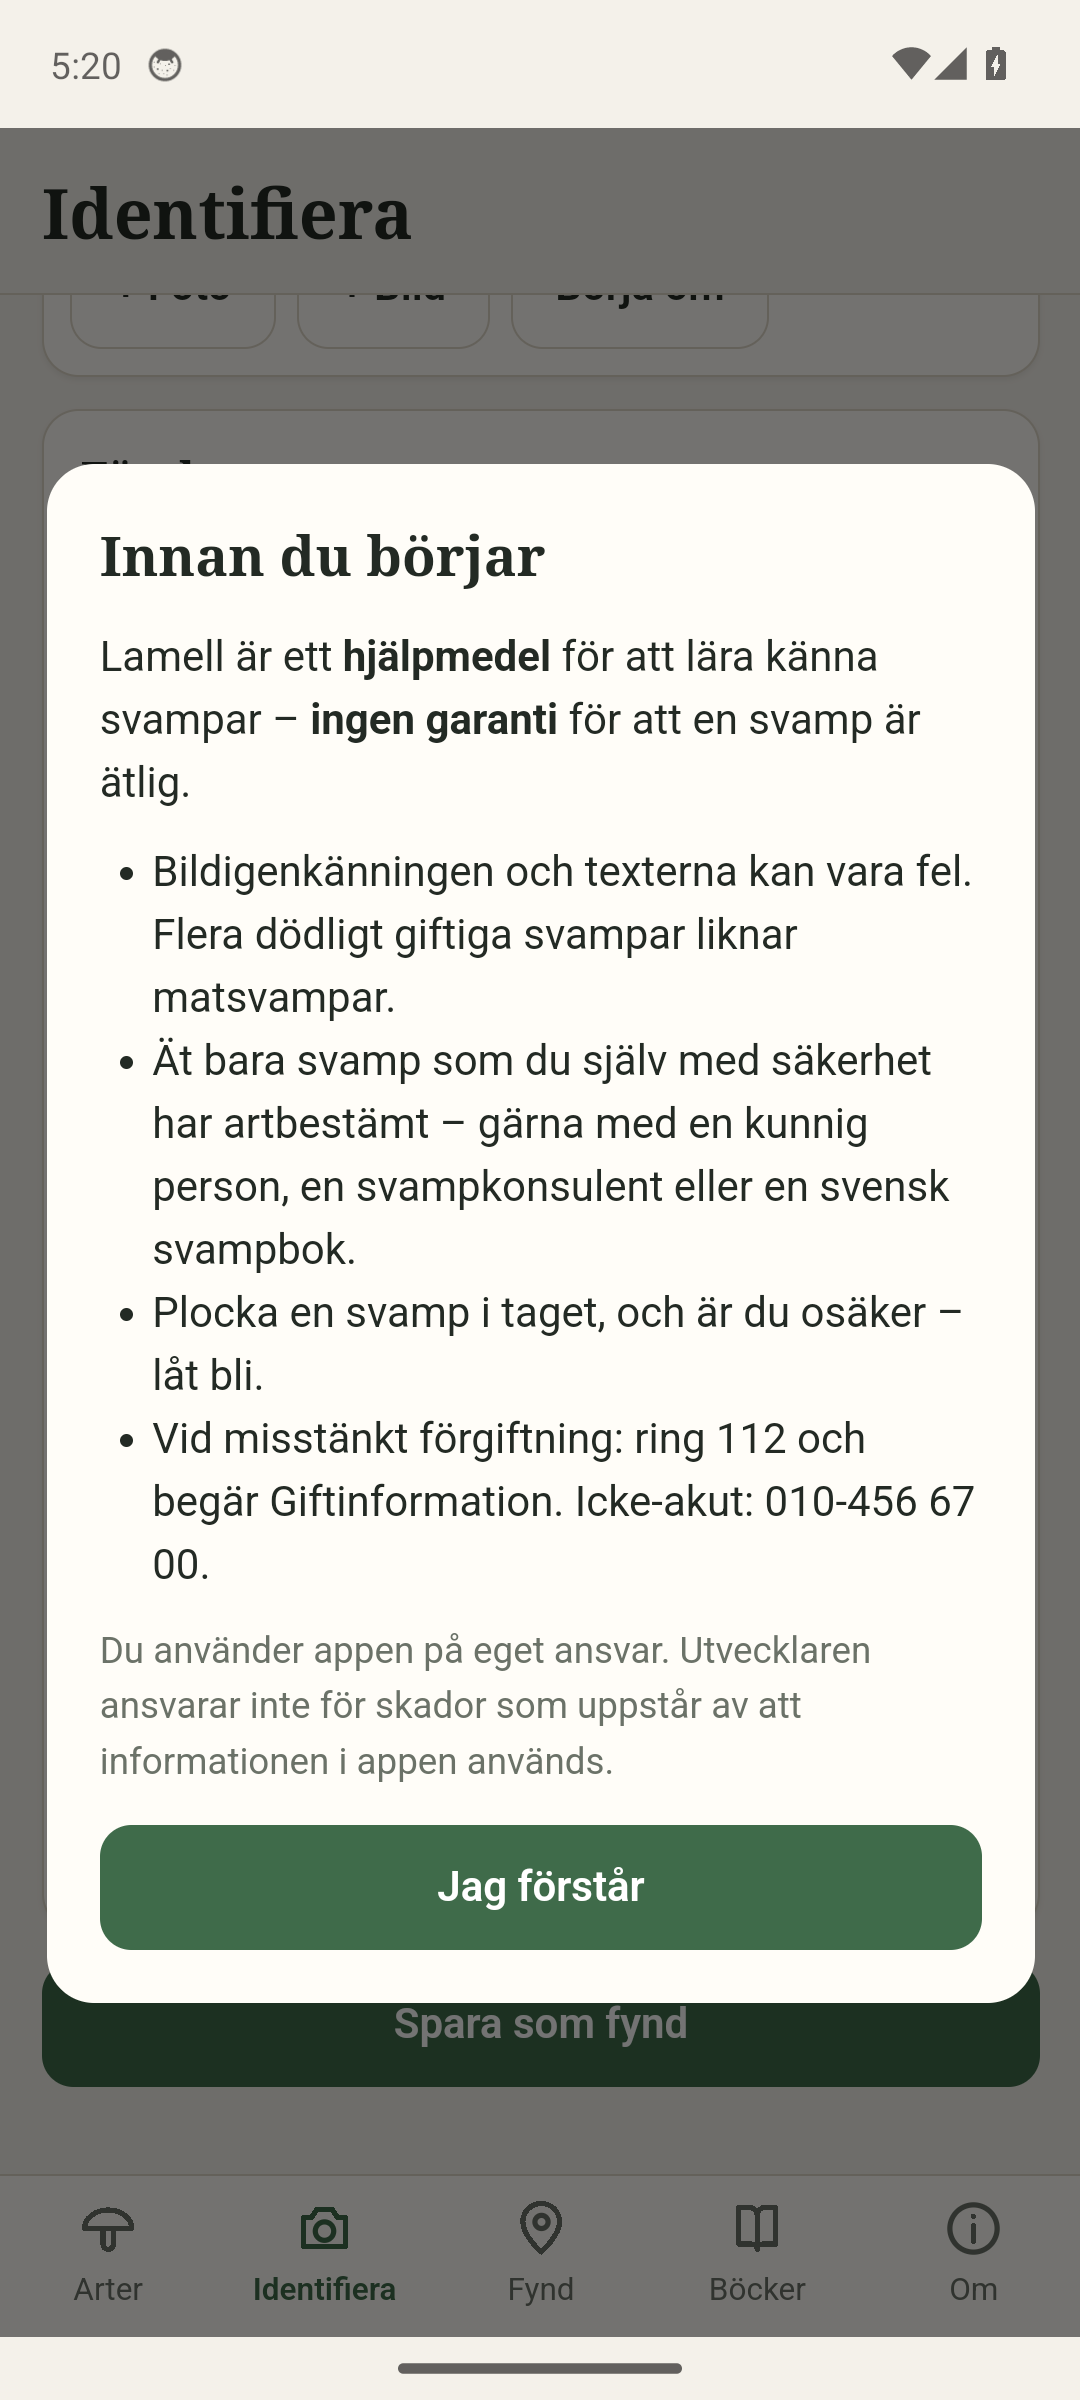 5:20
Identifiera
+ Foto
+ Bild
Börja om
Innan du börjar
Lamell är ett hjälpmedel för att lära känna
svampar – ingen garanti för att en svamp är
ätlig.
• Bildigenkänningen och texterna kan vara fel.
Flera dödligt giftiga svampar liknar
matsvampar.
• Ät bara svamp som du själv med säkerhet
har artbestämt – gärna med en kunnig
person, en svampkonsulent eller en svensk
svampbok.
• Plocka en svamp i taget, och är du osäker –
låt bli.
• Vid misstänkt förgiftning: ring 112 och
begär Giftinformation. Icke-akut: 010-456 67
00.
Du använder appen på eget ansvar. Utvecklaren
ansvarar inte för skador som uppstår av att
informationen i appen används.
Jag förstår
Spara som fynd
Arter
Identifiera
Fynd
Böcker
Om